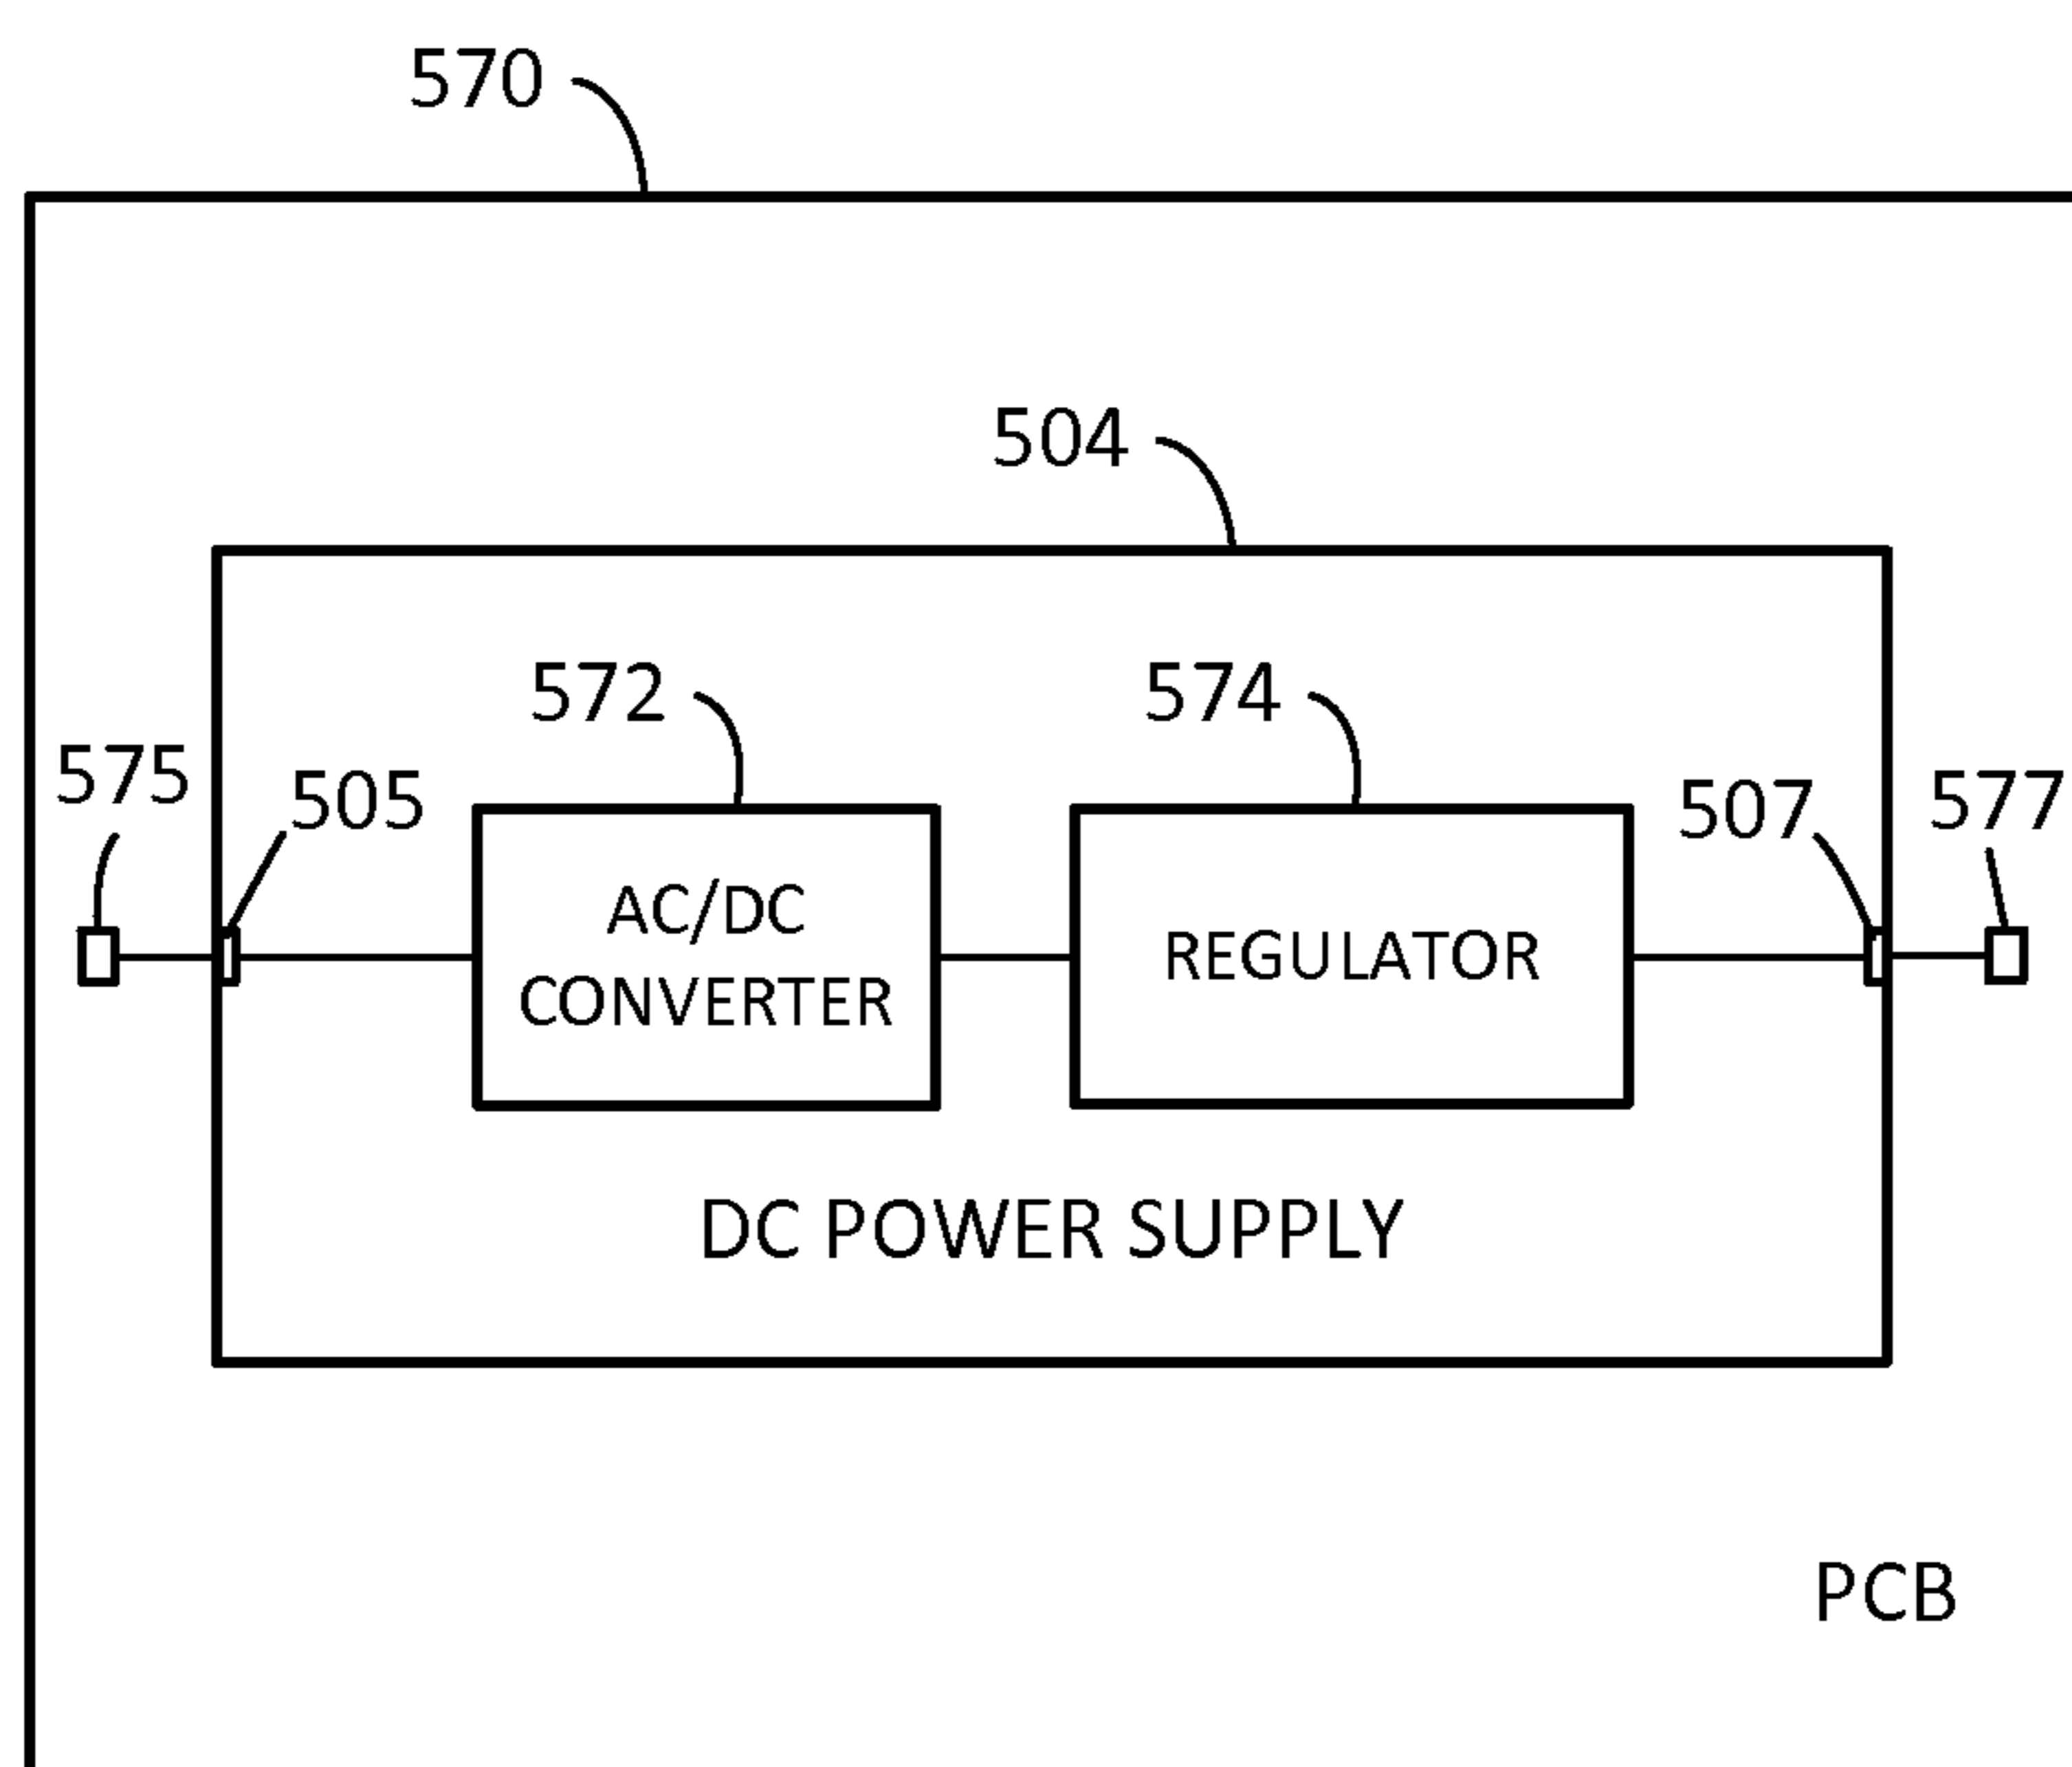 570
504
572
574
575
505
507
577
AC/DC
CONVERTER
REGULATOR
DC POWER SUPPLY
PCB